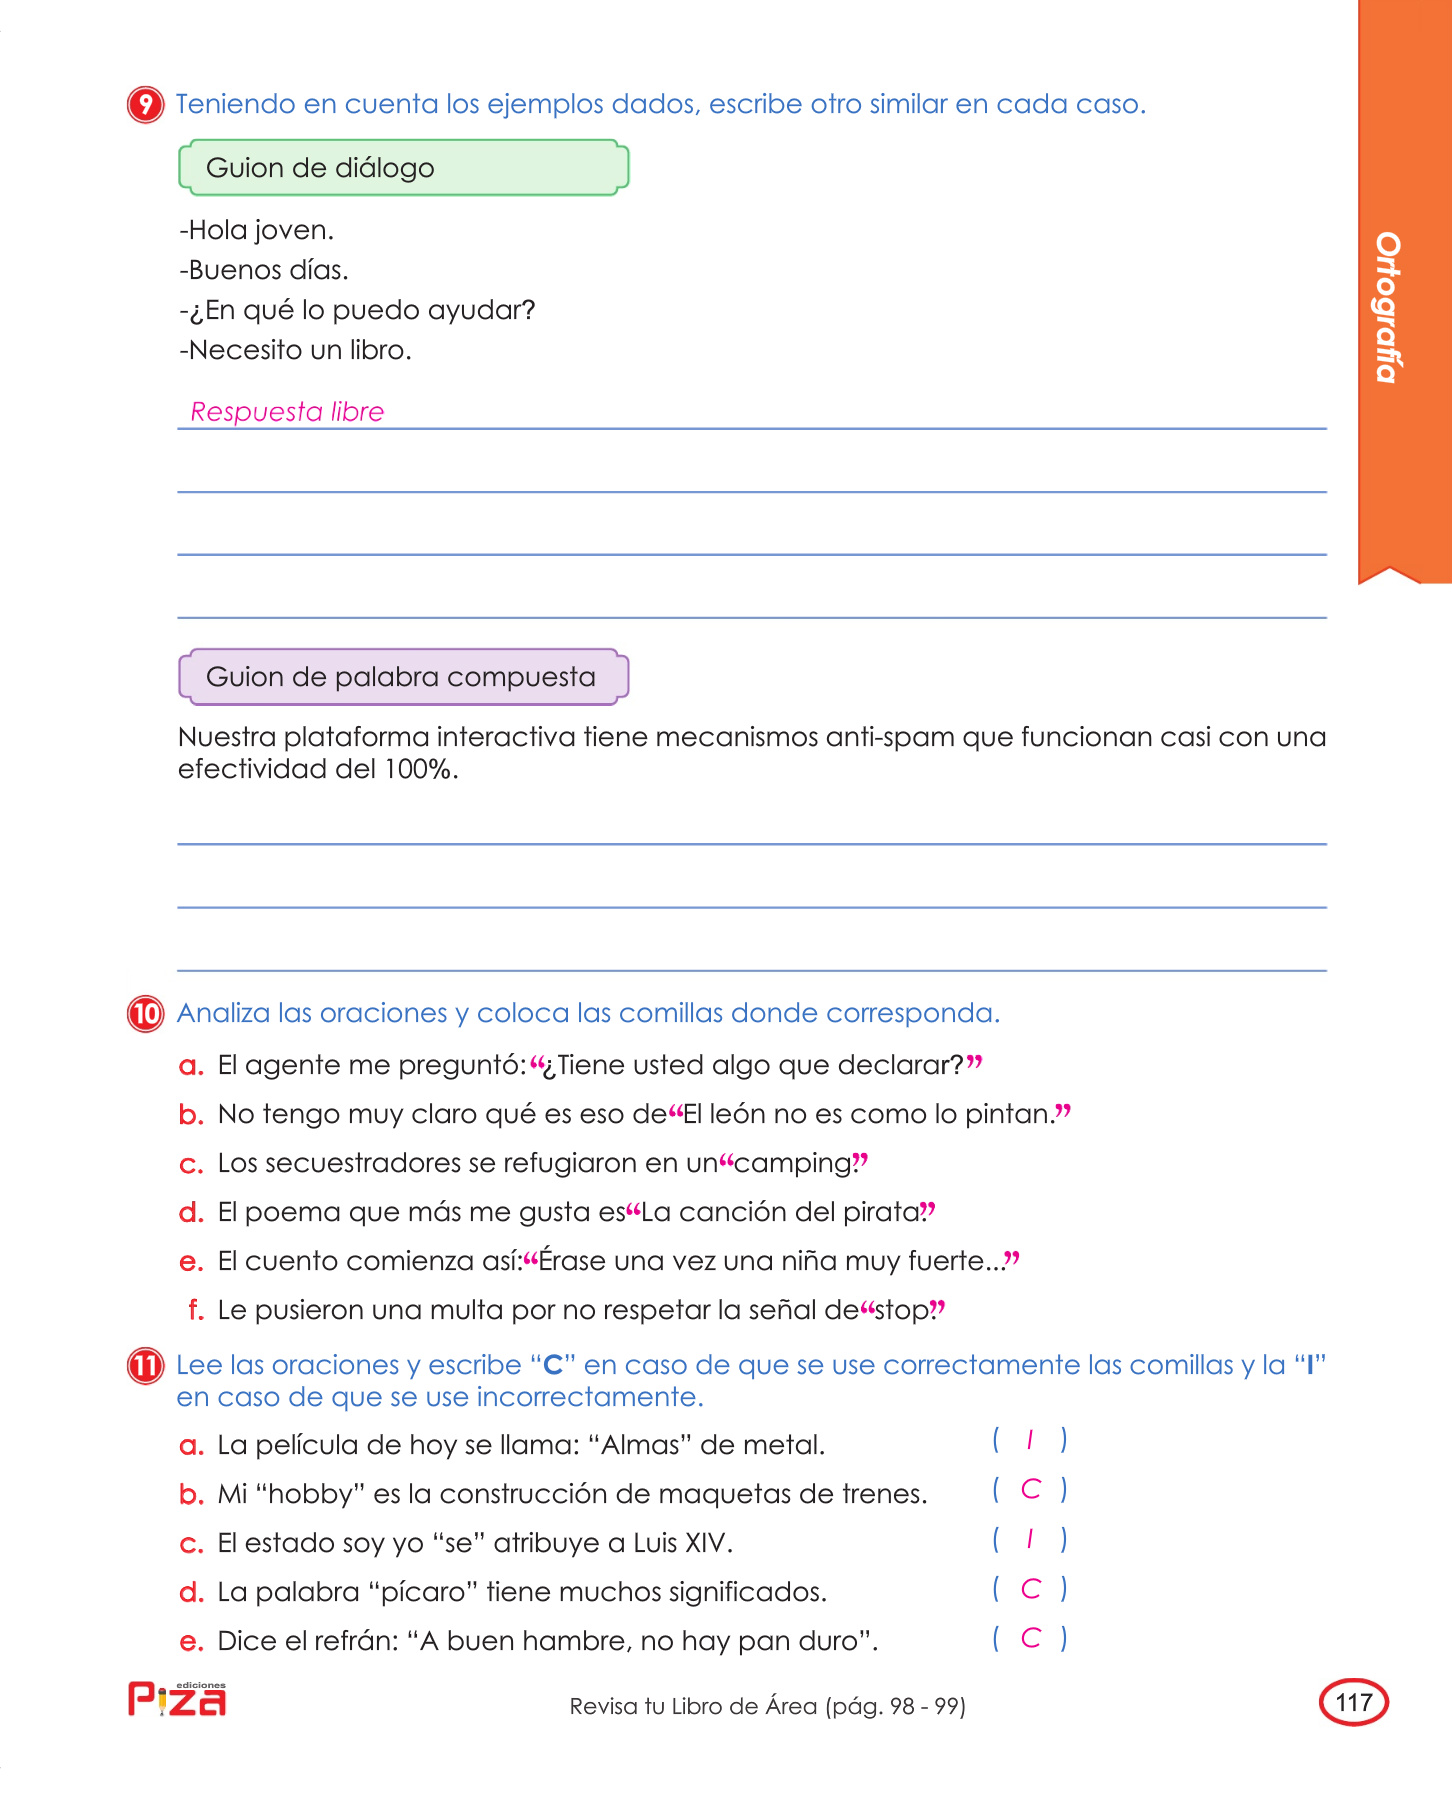 9 Teniendo en cuenta los ejemplos dados, escribe otro similar en cada caso.
Guion de diálogo
-Hola joven.
-Buenos días.
-¿En qué lo puedo ayudar?
-Necesito un libro.
Respuesta libre
Guion de palabra compuesta
Nuestra plataforma interactiva tiene mecanismos anti-spam que funcionan casi con una
efectividad del 100%.
10 Analiza las oraciones y coloca las comillas donde corresponda.
a. El agente me preguntó:“¿Tiene usted algo que declarar?”
b. No tengo muy claro qué es eso de“El león no es como lo pintan.”
c. Los secuestradores se refugiaron en un“camping.”
d. El poema que más me gusta es“La canción del pirata.”
e. El cuento comienza así:“Érase una vez una niña muy fuerte...”
f. Le pusieron una multa por no respetar la señal de“stop.”
11 Lee las oraciones y escribe “C” en caso de que se use correctamente las comillas y la “I”
en caso de que se use incorrectamente.
a. La película de hoy se llama: “Almas” de metal. ( I )
b. Mi “hobby” es la construcción de maquetas de trenes. ( C )
c. El estado soy yo “se” atribuye a Luis XIV. ( I )
d. La palabra “pícaro” tiene muchos significados. ( C )
e. Dice el refrán: “A buen hambre, no hay pan duro”. ( C )
Ortografía
ediciones
Piza
Revisa tu Libro de Área (pág. 98 - 99)
117